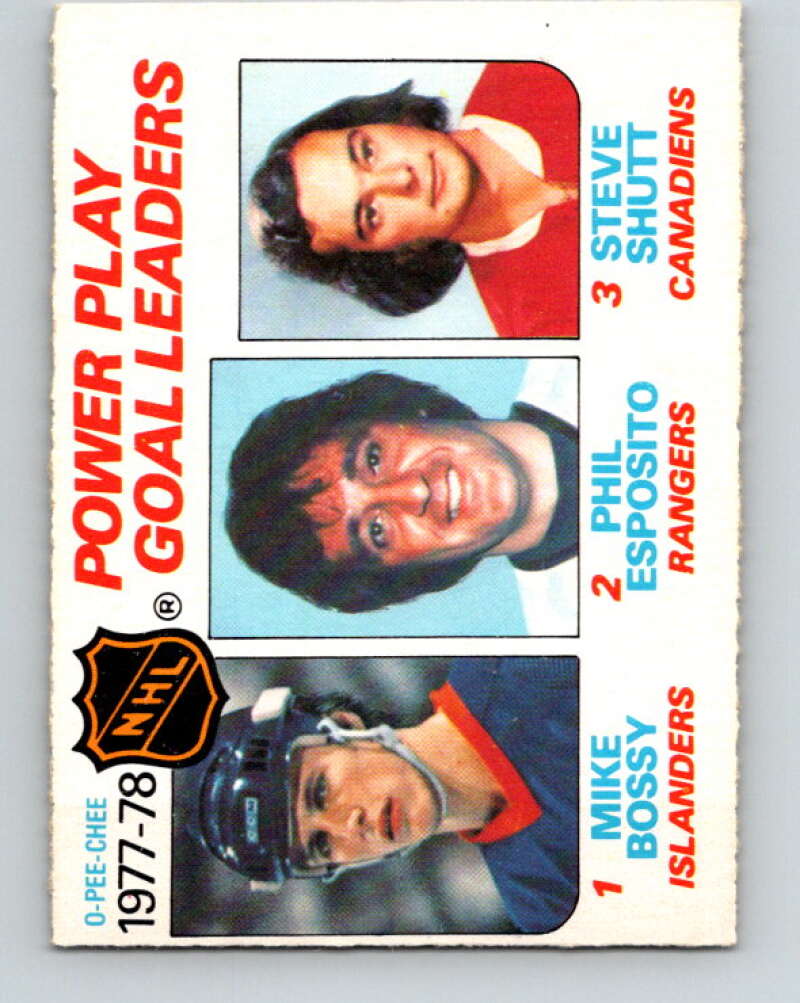 O-PEE-CHEE
1977-78
NHL
®
POWER PLAY
GOAL LEADERS
1 MIKE
BOSSY
ISLANDERS
2 PHIL
ESPOSITO
RANGERS
3 STEVE
SHUTT
CANADIENS